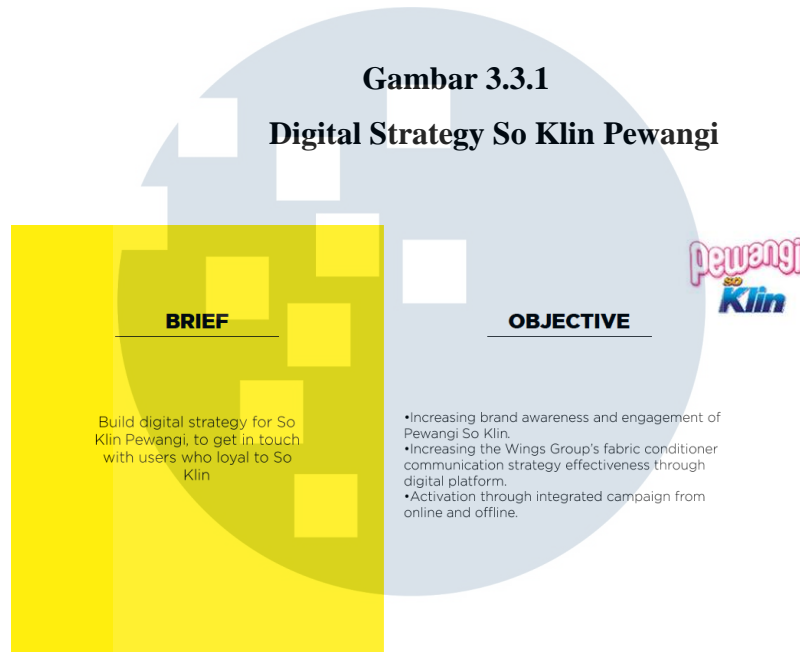 Gambar 3.3.1
Digital Strategy So Klin Pewangi
pewangi
so
Klin
BRIEF
Build digital strategy for So
Klin Pewangi, to get in touch
with users who loyal to So
Klin
OBJECTIVE
•Increasing brand awareness and engagement of
Pewangi So Klin.
•Increasing the Wings Group's fabric conditioner
communication strategy effectiveness through
digital platform.
•Activation through integrated campaign from
online and offline.